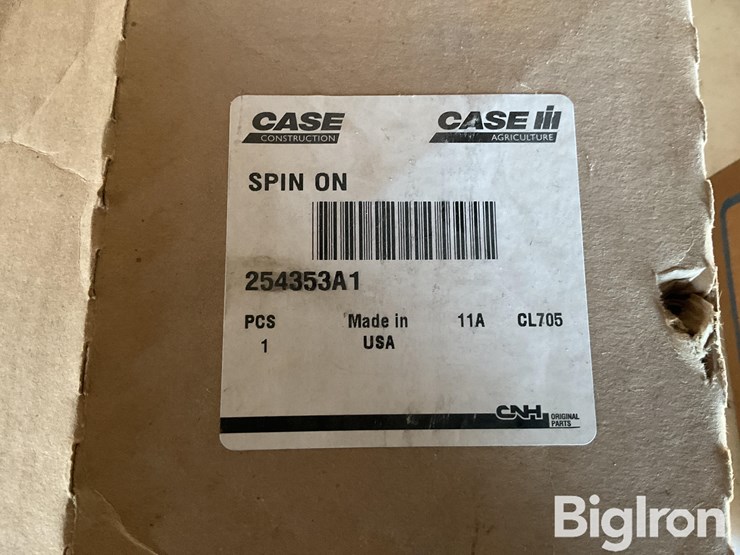 CASE CASE IH
CONSTRUCTION AGRICULTURE
SPIN ON
254353A1
PCS Made in 11A CL705
1 USA
CNH ORIGINAL
PARTS
BigIron